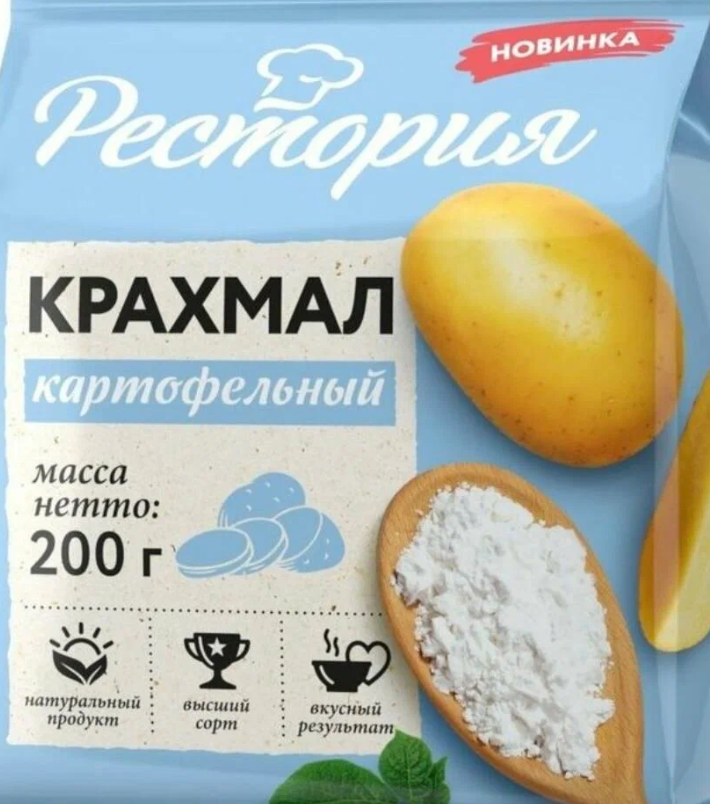 НОВИНКА
Рестория
КРАХМАЛ
картофельный
масса
нетто:
200 г
натуральный
продукт
высший
сорт
вкусный
результат